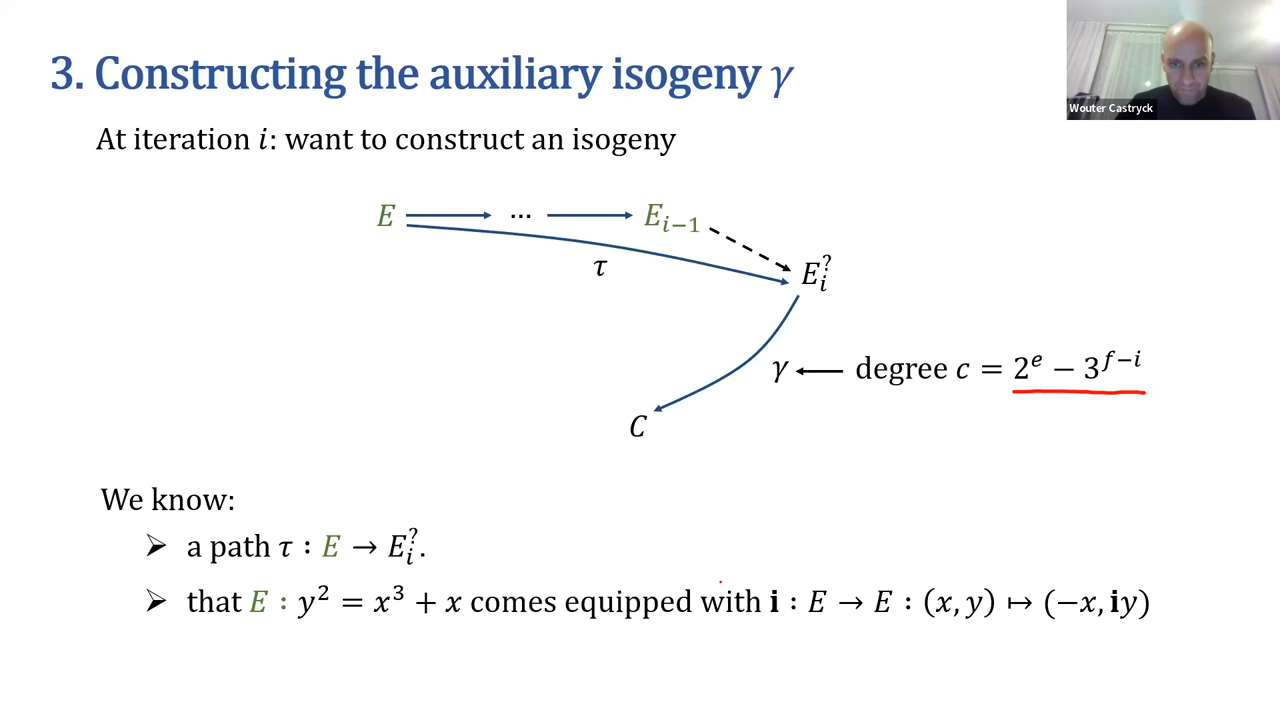 3. Constructing the auxiliary isogeny γ
Wouter Castryck
At iteration i: want to construct an isogeny
E ⋯ E_{i−1}
τ
E_i^?
γ ⟵ degree c = 2^e − 3^{f−i}
C
We know:
➢ a path τ : E → E_i^?.
➢ that E : y² = x³ + x comes equipped with i : E → E : (x, y) ↦ (−x, iy)